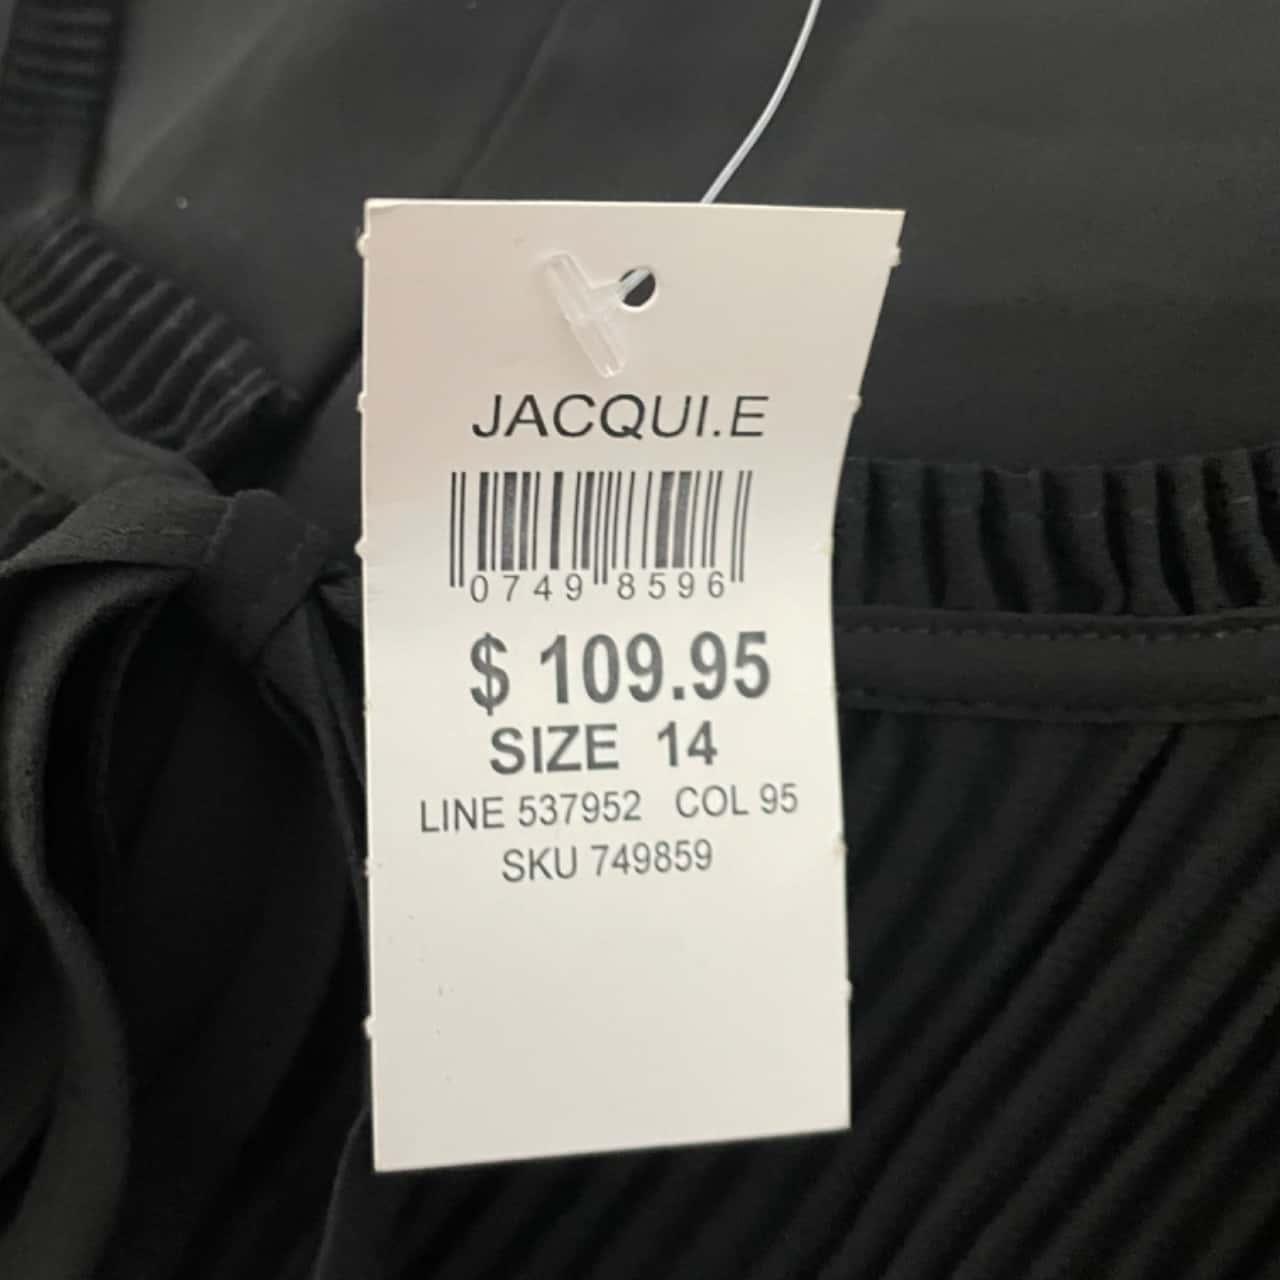 JACQUI.E
0749 8596
$ 109.95
SIZE 14
LINE 537952 COL 95
SKU 749859